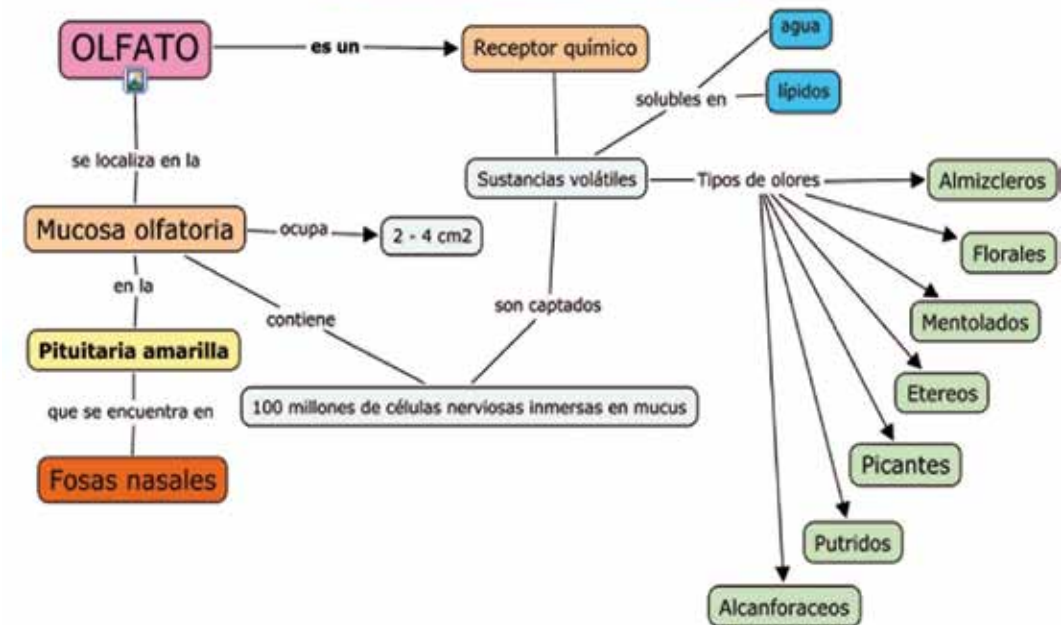 OLFATO
es un
Receptor químico
agua
solubles en
lípidos
se localiza en la
Sustancias volátiles
Tipos de olores
Almizcleros
Mucosa olfatoria
ocupa
2 - 4 cm2
Florales
en la
contiene
son captados
Mentolados
Pituitaria amarilla
Etereos
que se encuentra en
100 millones de células nerviosas inmersas en mucus
Picantes
Fosas nasales
Putridos
Alcanforaceos